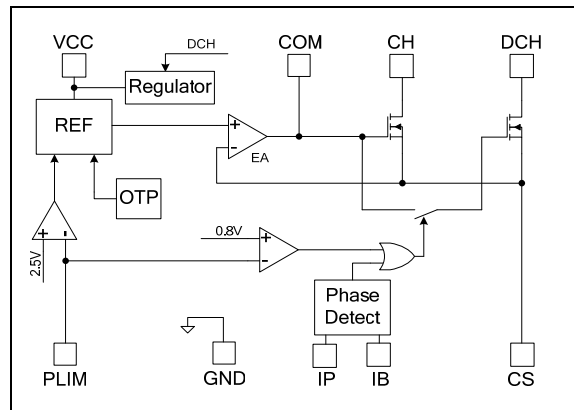 VCC
DCH
COM
CH
DCH
Regulator
REF
+
-
EA
OTP
+
-
2.5V
0.8V
+
-
Phase
Detect
PLIM
GND
IP
IB
CS